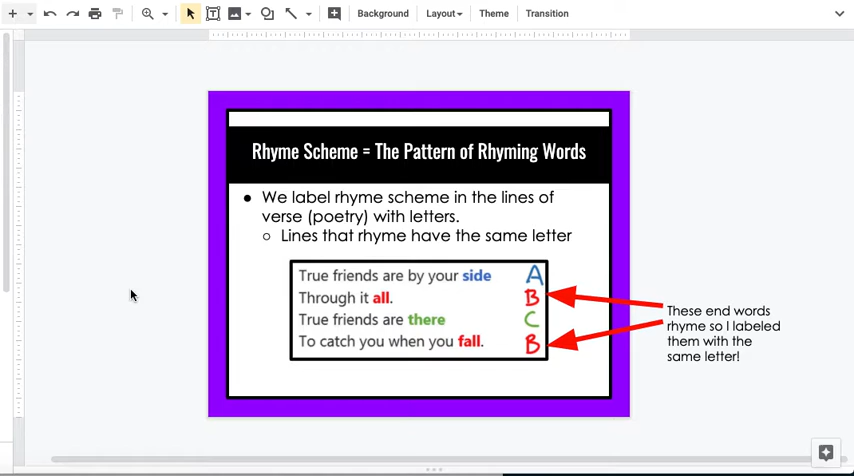 Background Layout Theme Transition
Rhyme Scheme = The Pattern of Rhyming Words
● We label rhyme scheme in the lines of
verse (poetry) with letters.
○ Lines that rhyme have the same letter
True friends are by your side A
Through it all. B
True friends are there C
To catch you when you fall. B
These end words
rhyme so I labeled
them with the
same letter!